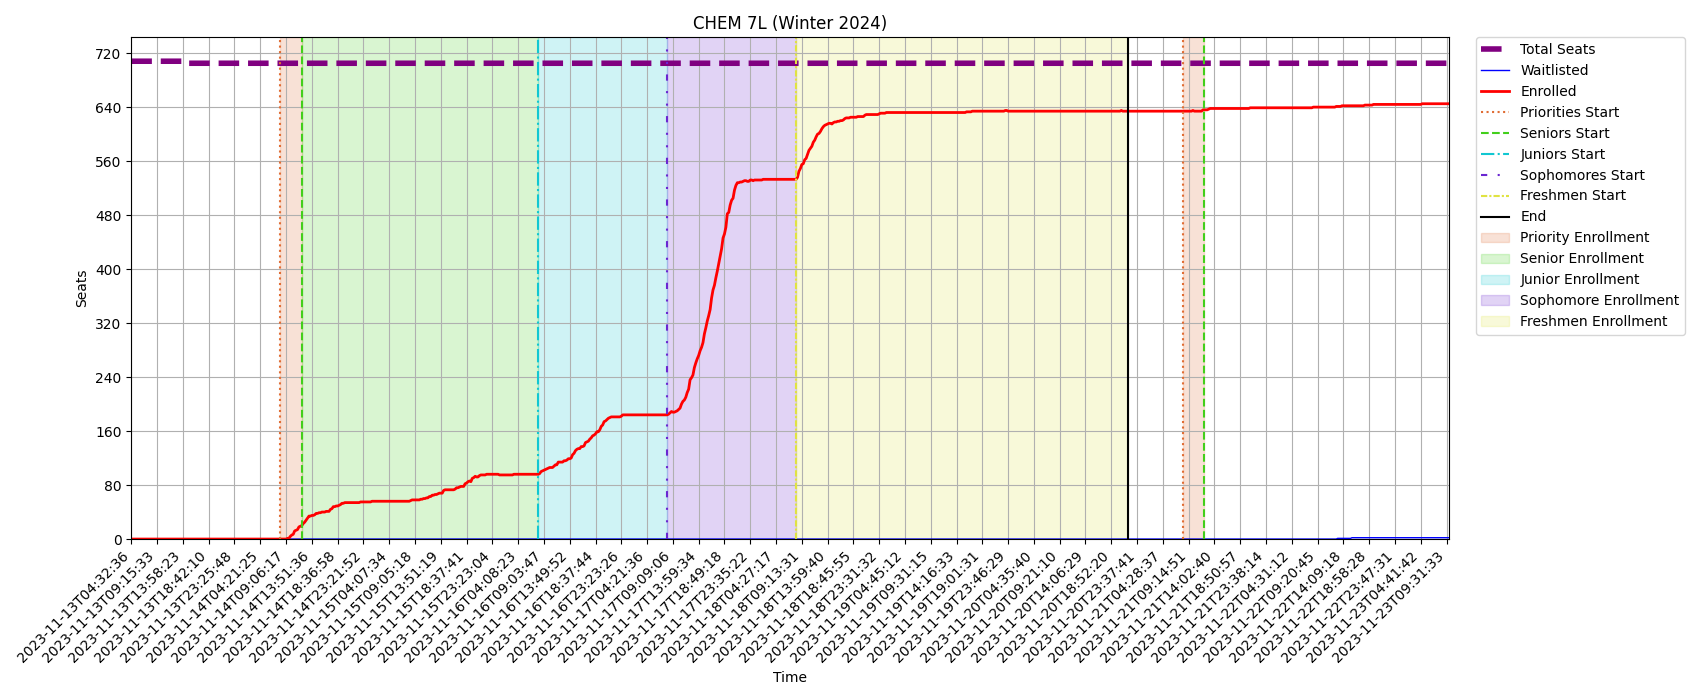 CHEM 7L (Winter 2024)
Total Seats
Waitlisted
Enrolled
Priorities Start
Seniors Start
Juniors Start
Sophomores Start
Freshmen Start
End
Priority Enrollment
Senior Enrollment
Junior Enrollment
Sophomore Enrollment
Freshmen Enrollment
Seats
720
640
560
480
400
320
240
160
80
0
2023-11-13T04:32:36
2023-11-13T09:15:33
2023-11-13T13:58:23
2023-11-13T18:42:10
2023-11-13T23:25:48
2023-11-14T04:21:25
2023-11-14T09:06:17
2023-11-14T13:51:36
2023-11-14T18:36:58
2023-11-14T23:21:52
2023-11-15T04:07:34
2023-11-15T09:05:18
2023-11-15T13:51:19
2023-11-15T18:37:41
2023-11-15T23:23:04
2023-11-16T04:08:23
2023-11-16T09:03:47
2023-11-16T13:49:52
2023-11-16T18:37:44
2023-11-16T23:23:26
2023-11-17T04:21:36
2023-11-17T09:09:06
2023-11-17T13:59:34
2023-11-17T18:49:18
2023-11-17T23:35:22
2023-11-18T04:27:17
2023-11-18T09:13:31
2023-11-18T13:59:40
2023-11-18T18:45:55
2023-11-18T23:31:32
2023-11-19T04:45:12
2023-11-19T09:31:15
2023-11-19T14:16:33
2023-11-19T19:01:31
2023-11-19T23:46:29
2023-11-20T04:35:40
2023-11-20T09:21:10
2023-11-20T14:06:29
2023-11-20T18:52:20
2023-11-20T23:37:41
2023-11-21T04:28:37
2023-11-21T09:14:51
2023-11-21T14:02:40
2023-11-21T18:50:57
2023-11-21T23:38:14
2023-11-22T04:31:12
2023-11-22T09:20:45
2023-11-22T14:09:18
2023-11-22T18:58:28
2023-11-22T23:47:31
2023-11-23T04:41:42
2023-11-23T09:31:33
Time